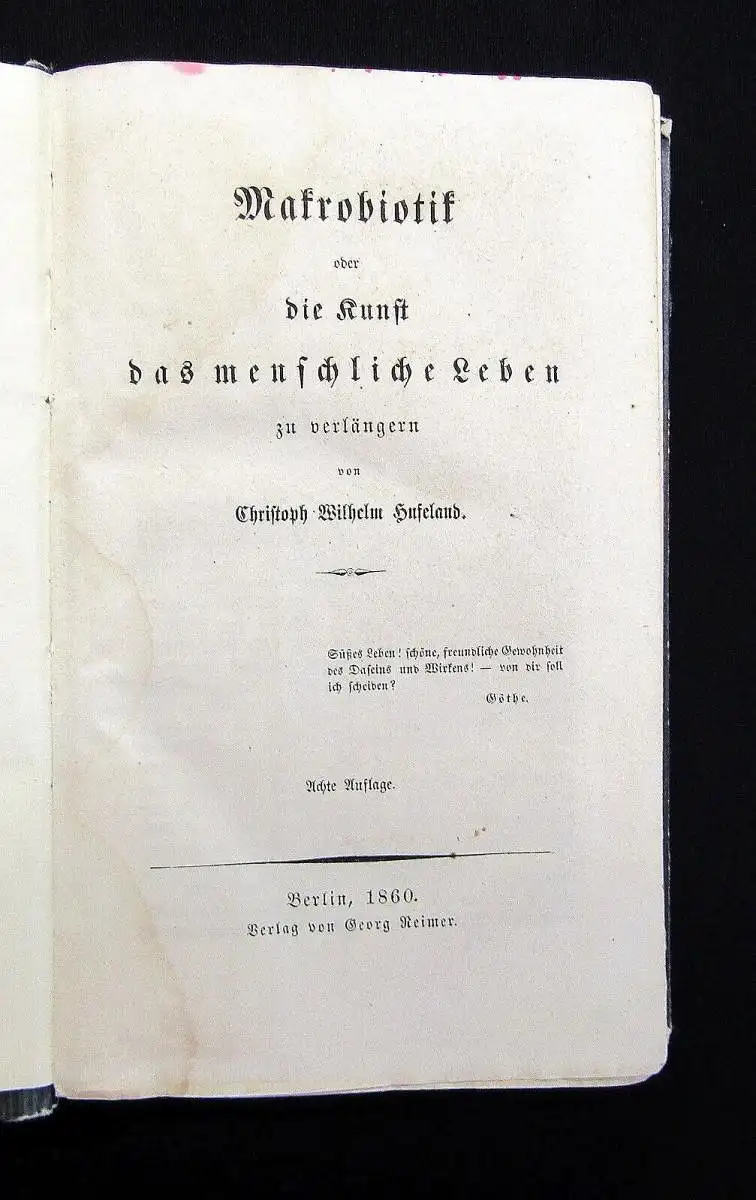 Makrobiotik
oder
die Kunst
das menschliche Leben
zu verlängern
von
Christoph Wilhelm Hufeland.
Süßes Leben! schöne, freundliche Gewohnheit
des Daseins und Wirkens! — von dir soll
ich scheiden?
Göthe.
Achte Auflage.
Berlin, 1860.
Verlag von Georg Reimer.